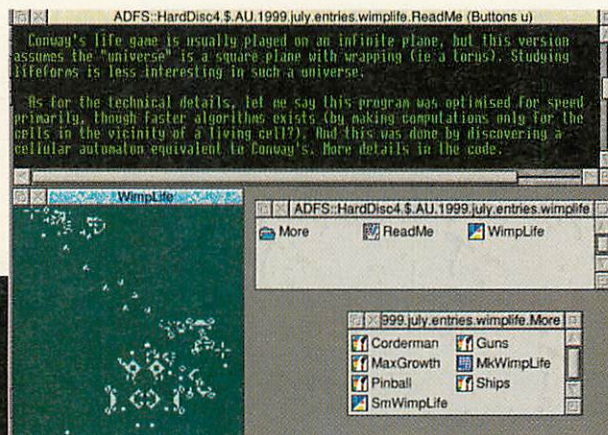 ADFS::HardDisc4.$.AU.1999.july.entries.wimplife.ReadMe (Buttons u)
Conway's life game is usually played on an infinite plane, but this version
assumes the "universe" is a square plane with wrapping (ie a torus). Studying
lifeforms is less interesting in such a universe.
As for the technical details, let me say this program was optimised for speed
primarily, though faster algorithms exists (by making computations only for the
cells in the vicinity of a living cell?). And this was done by discovering a
cellular automaton equivalent to Conway's. More details in the code.
WimpLife
ADFS::HardDisc4.$.AU.1999.july.entries.wimplife
More ReadMe WimpLife
999.july.entries.wimplife.More
Corderman Guns
MaxGrowth MkWimpLife
Pinball Ships
SmWimpLife